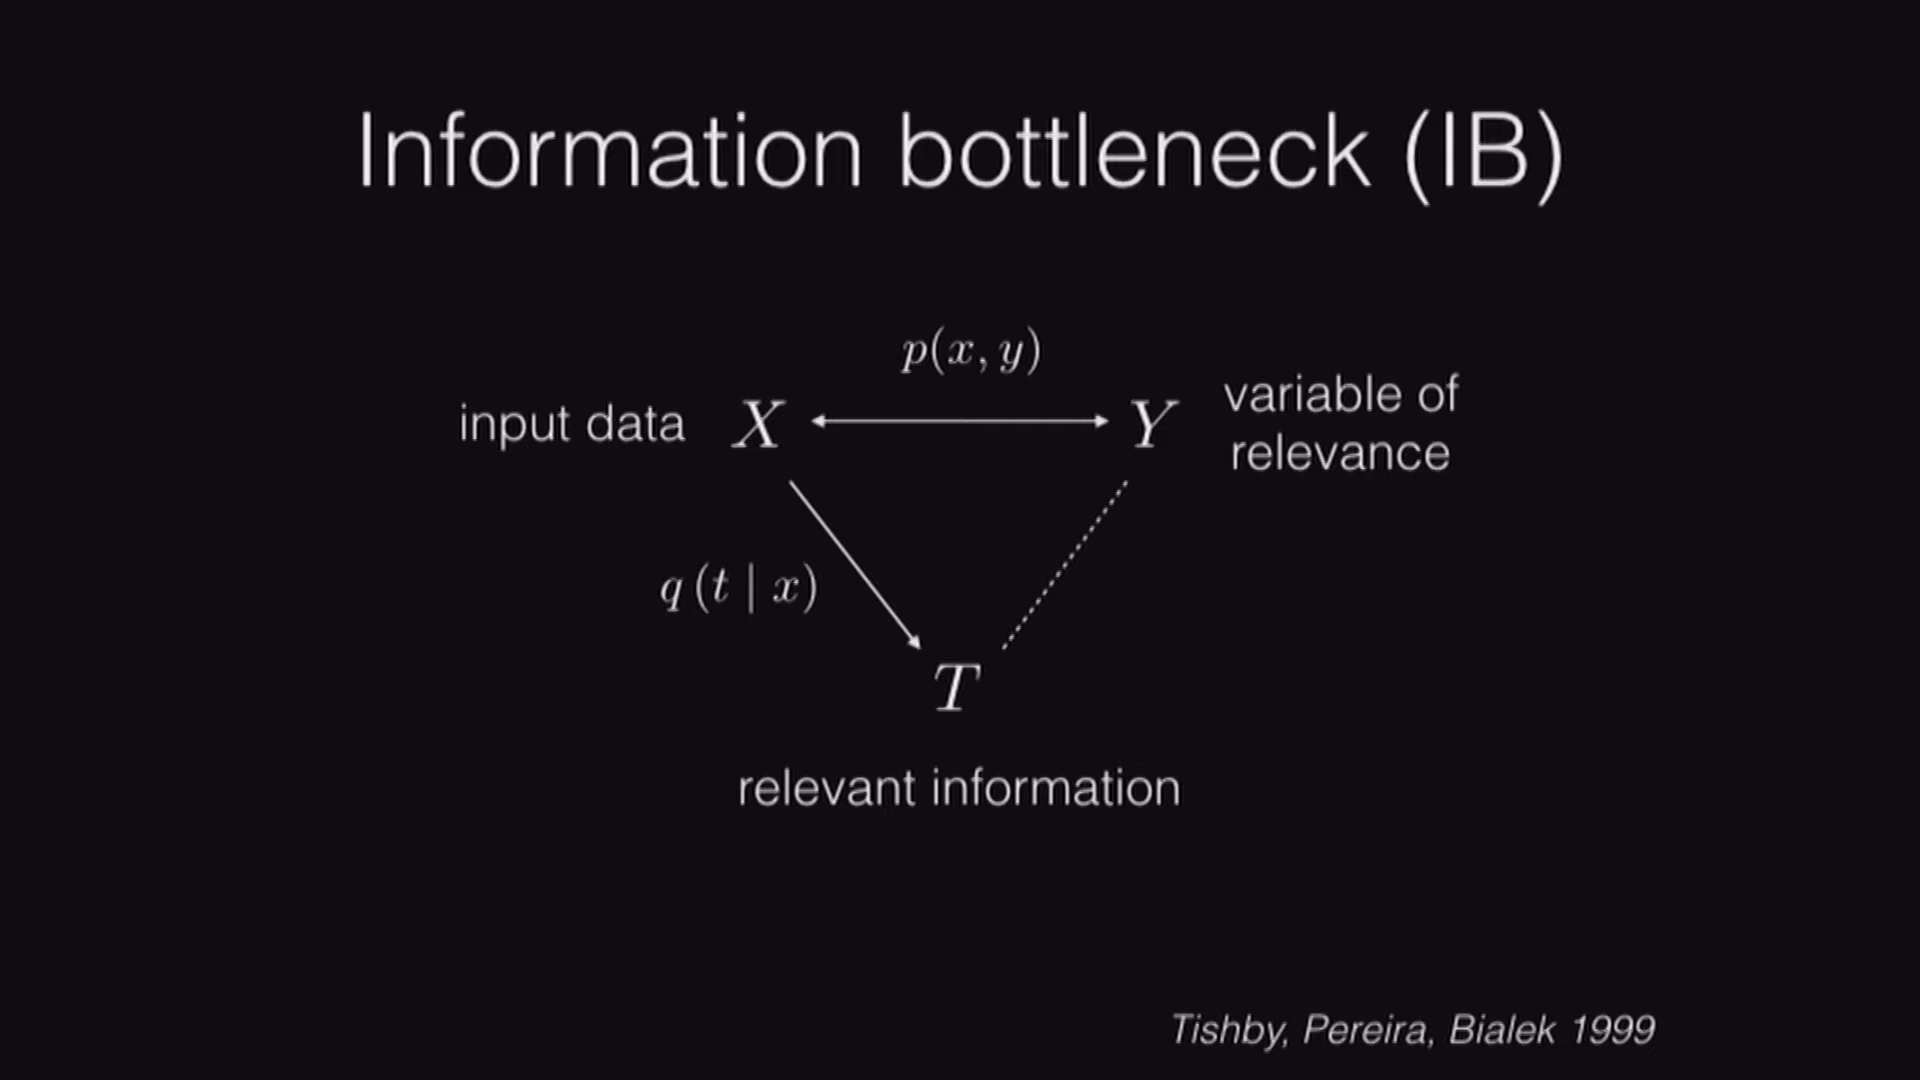 Information bottleneck (IB)
p(x, y)
input data X Y variable of
relevance
q (t | x)
T
relevant information
Tishby, Pereira, Bialek 1999